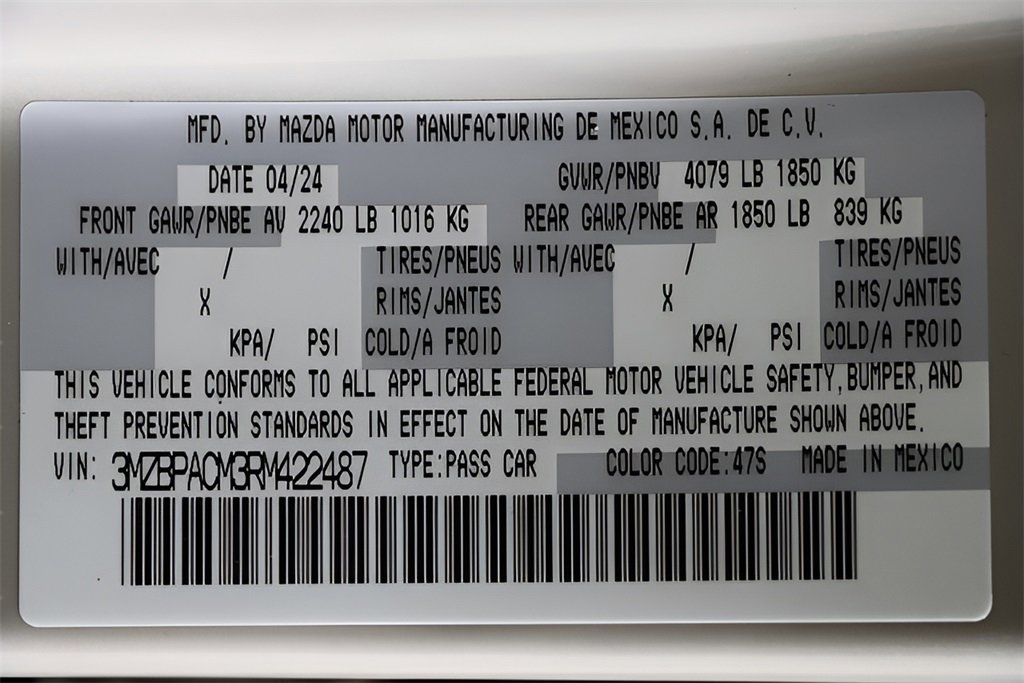 MFD. BY MAZDA MOTOR MANUFACTURING DE MEXICO S.A. DE C.V.
DATE 04/24 GVWR/PNBV 4079 LB 1850 KG
FRONT GAWR/PNBE AV 2240 LB 1016 KG REAR GAWR/PNBE AR 1850 LB 839 KG
WITH/AVEC / TIRES/PNEUS WITH/AVEC / TIRES/PNEUS
X RIMS/JANTES X RIMS/JANTES
KPA/ PSI COLD/A FROID KPA/ PSI COLD/A FROID
THIS VEHICLE CONFORMS TO ALL APPLICABLE FEDERAL MOTOR VEHICLE SAFETY, BUMPER, AND
THEFT PREVENTION STANDARDS IN EFFECT ON THE DATE OF MANUFACTURE SHOWN ABOVE.
VIN: 3MZBPACM3RM422487 TYPE:PASS CAR COLOR CODE:47S MADE IN MEXICO